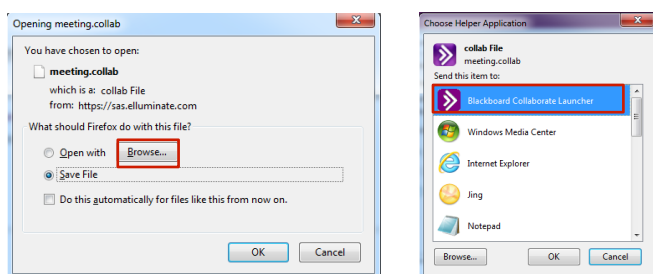 Opening meeting.collab
You have chosen to open:
meeting.collab
which is a: collab File
from: https://sas.elluminate.com
What should Firefox do with this file?
Open with Browse...
Save File
Do this automatically for files like this from now on.
OK Cancel
Choose Helper Application
collab File
meeting.collab
Send this item to:
Blackboard Collaborate Launcher
Windows Media Center
Internet Explorer
Jing
Notepad
Browse... OK Cancel